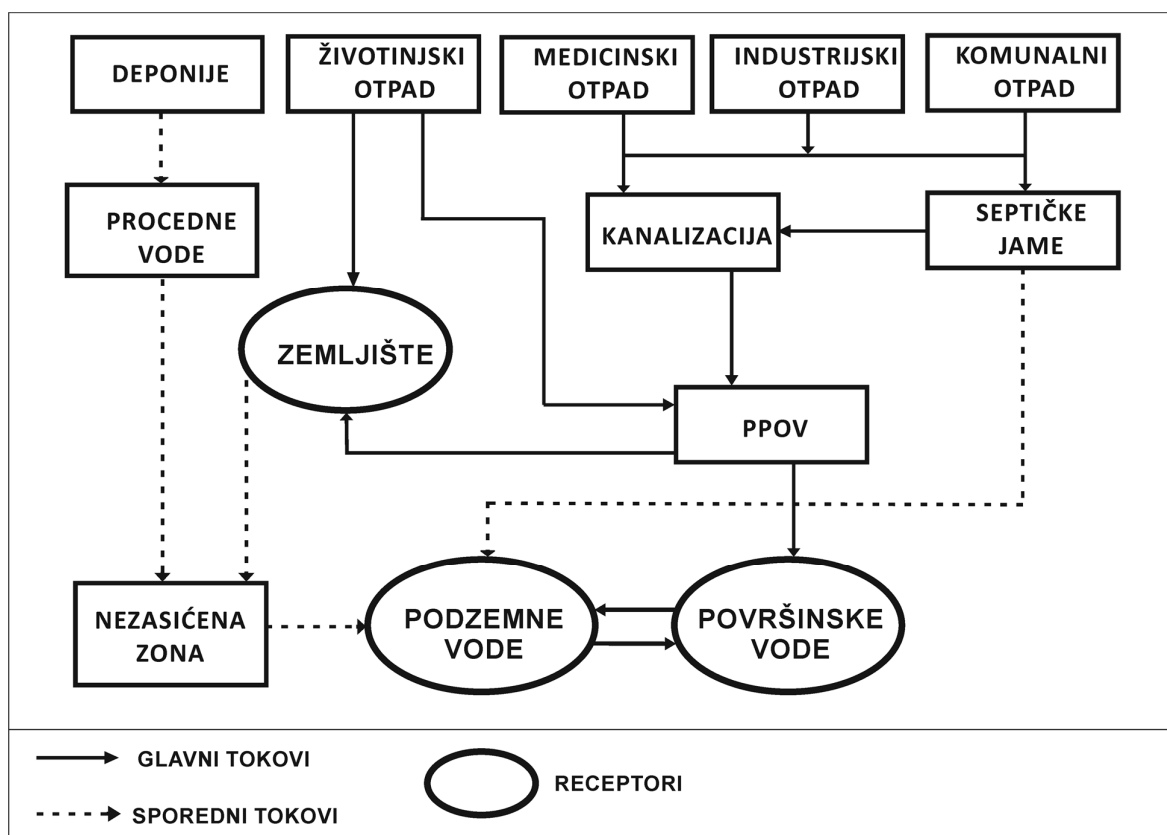 DEPONIJE
ŽIVOTINJSKI
OTPAD
MEDICINSKI
OTPAD
INDUSTRIJSKI
OTPAD
KOMUNALNI
OTPAD
PROCEDNE
VODE
KANALIZACIJA
SEPTIČKE
JAME
ZEMLJIŠTE
PPOV
NEZASIĆENA
ZONA
PODZEMNE
VODE
POVRŠINSKE
VODE
GLAVNI TOKOVI
RECEPTORI
SPOREDNI TOKOVI